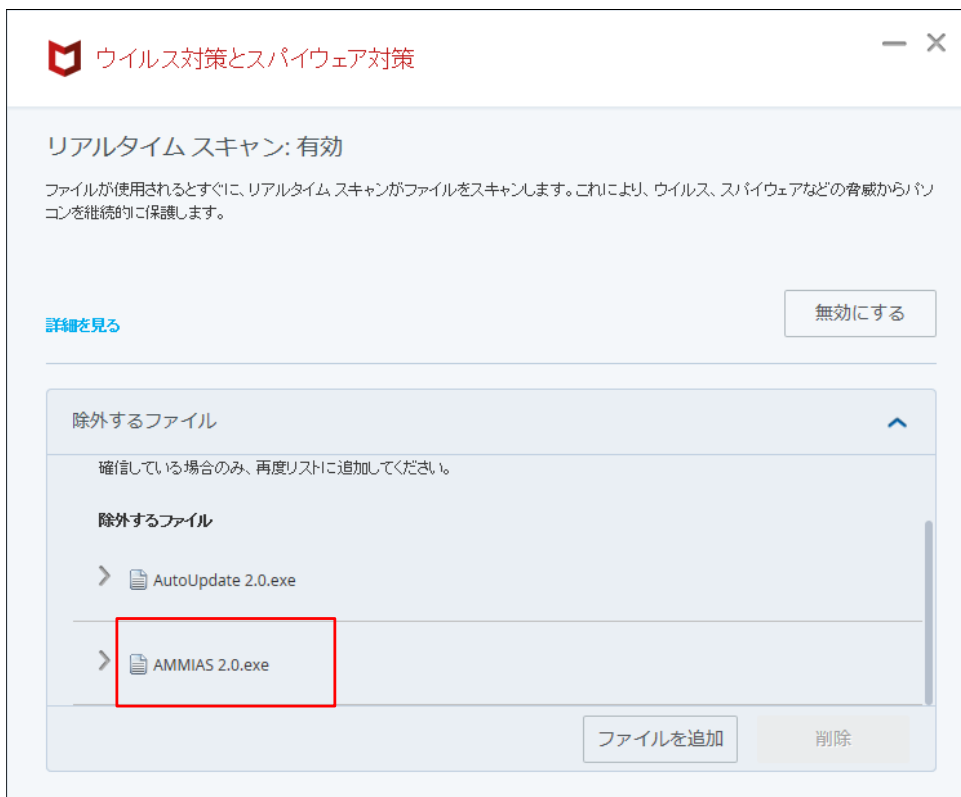 ウイルス対策とスパイウェア対策
リアルタイム スキャン: 有効
ファイルが使用されるとすぐに、リアルタイム スキャンがファイルをスキャンします。これにより、ウイルス、スパイウェアなどの脅威からパソ
コンを継続的に保護します。
詳細を見る
無効にする
除外するファイル
確信している場合のみ、再度リストに追加してください。
除外するファイル
AutoUpdate 2.0.exe
AMMIAS 2.0.exe
ファイルを追加
削除